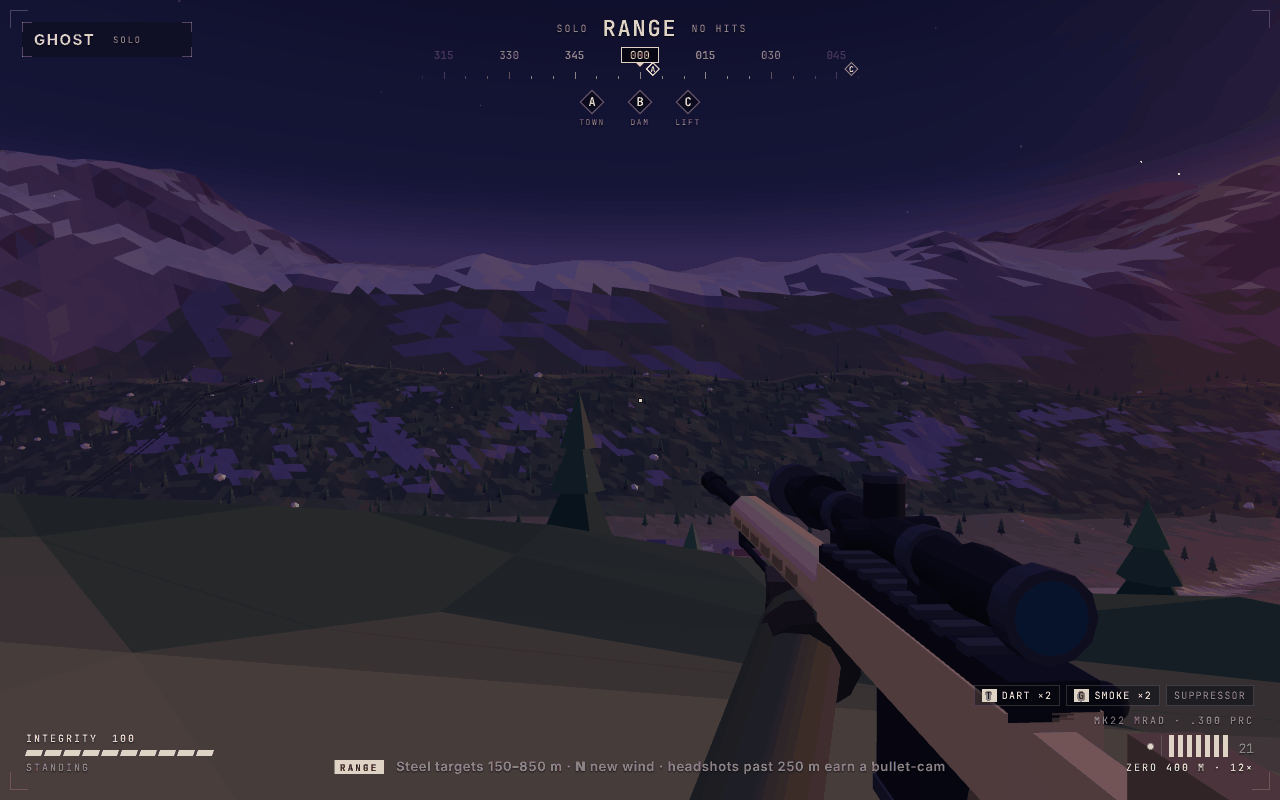 GHOST SOLO
SOLO RANGE NO HITS
315 330 345 000 015 030 045
A C
A B C
TOWN DAM LIFT
T DART ×2 G SMOKE ×2 SUPPRESSOR
MK22 MRAD · .300 PRC
21
ZERO 400 M · 12×
INTEGRITY 100
STANDING
RANGE Steel targets 150–850 m · N new wind · headshots past 250 m earn a bullet-cam